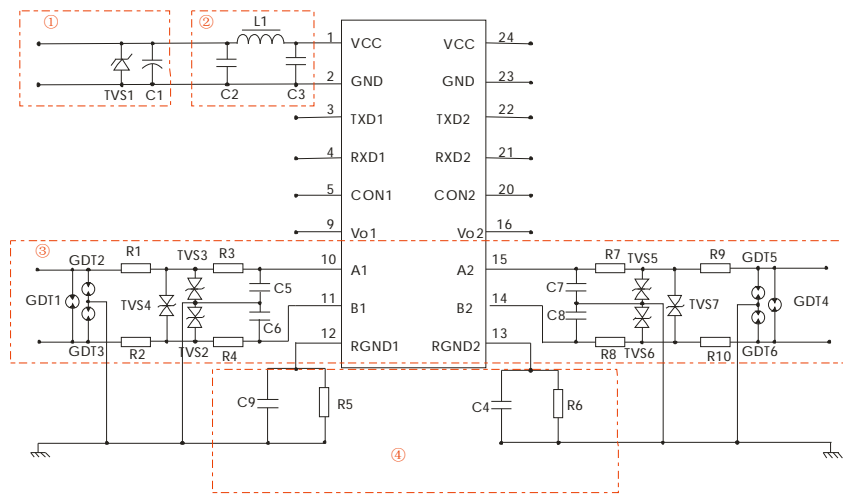 ① ② L1
1 VCC VCC 24
2 GND GND 23
TVS1 C1 C2 C3
3 TXD1 TXD2 22
4 RXD1 RXD2 21
5 CON1 CON2 20
9 Vo1 Vo2 16
③ GDT2 R1 TVS3 R3 10 A1 A2 15 R7 TVS5 R9 GDT5
GDT1 TVS4 C5 C7 TVS7 GDT4
11 B1 B2 14
C6 C8
GDT3 R2 TVS2 R4 12 RGND1 RGND2 13 R8 TVS6 R10 GDT6
C9 R5 C4 R6
④